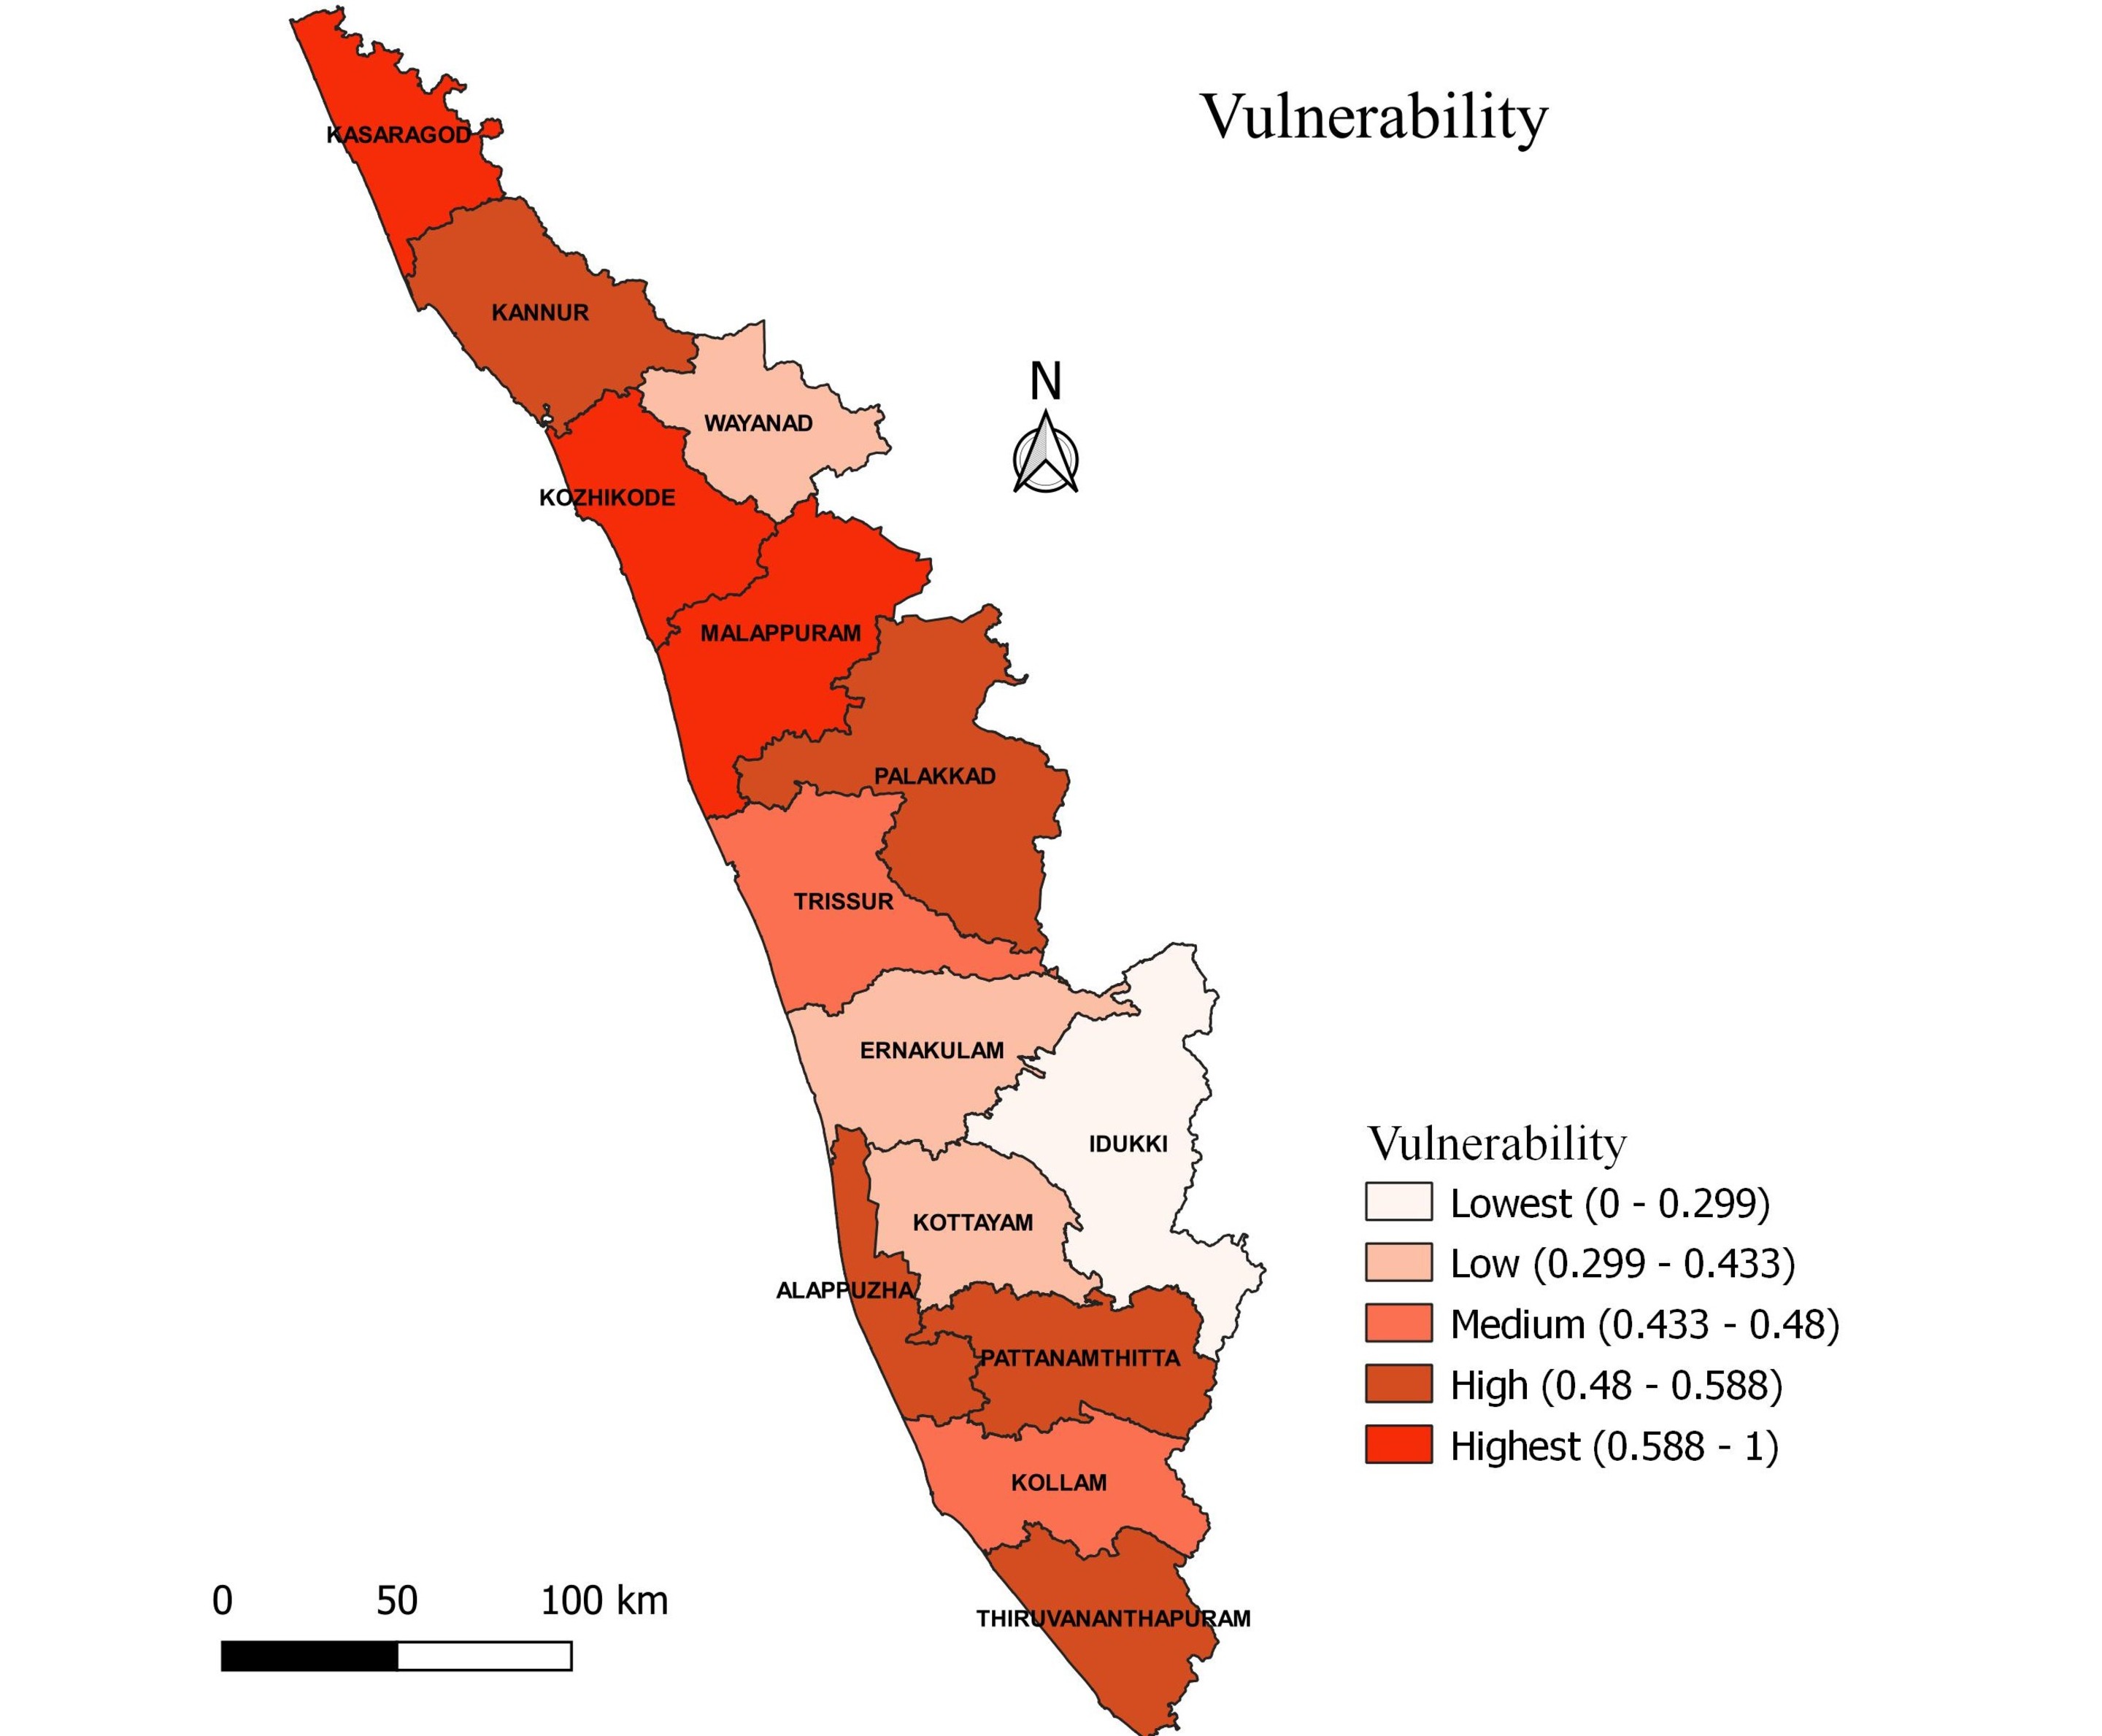 Vulnerability
KASARAGOD
KANNUR
N
WAYANAD
KOZHIKODE
MALAPPURAM
PALAKKAD
TRISSUR
ERNAKULAM
IDUKKI
KOTTAYAM
ALAPPUZHA
PATTANAMTHITTA
KOLLAM
THIRUVANANTHAPURAM
Vulnerability
Lowest (0 - 0.299)
Low (0.299 - 0.433)
Medium (0.433 - 0.48)
High (0.48 - 0.588)
Highest (0.588 - 1)
0 50 100 km